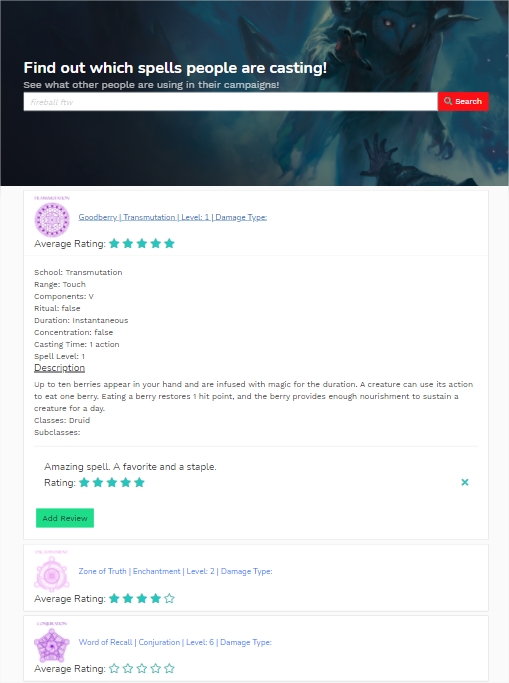 Find out which spells people are casting!
See what other people are using in their campaigns!
fireball ftw
Search
TRANSMUTATION
Goodberry | Transmutation | Level: 1 | Damage Type:
Average Rating:
School: Transmutation
Range: Touch
Components: V
Ritual: false
Duration: Instantaneous
Concentration: false
Casting Time: 1 action
Spell Level: 1
Description
Up to ten berries appear in your hand and are infused with magic for the duration. A creature can use its action
to eat one berry. Eating a berry restores 1 hit point, and the berry provides enough nourishment to sustain a
creature for a day.
Classes: Druid
Subclasses:
Amazing spell. A favorite and a staple.
Rating:
Add Review
ENCHANTMENT
Zone of Truth | Enchantment | Level: 2 | Damage Type:
Average Rating:
CONJURATION
Word of Recall | Conjuration | Level: 6 | Damage Type:
Average Rating: